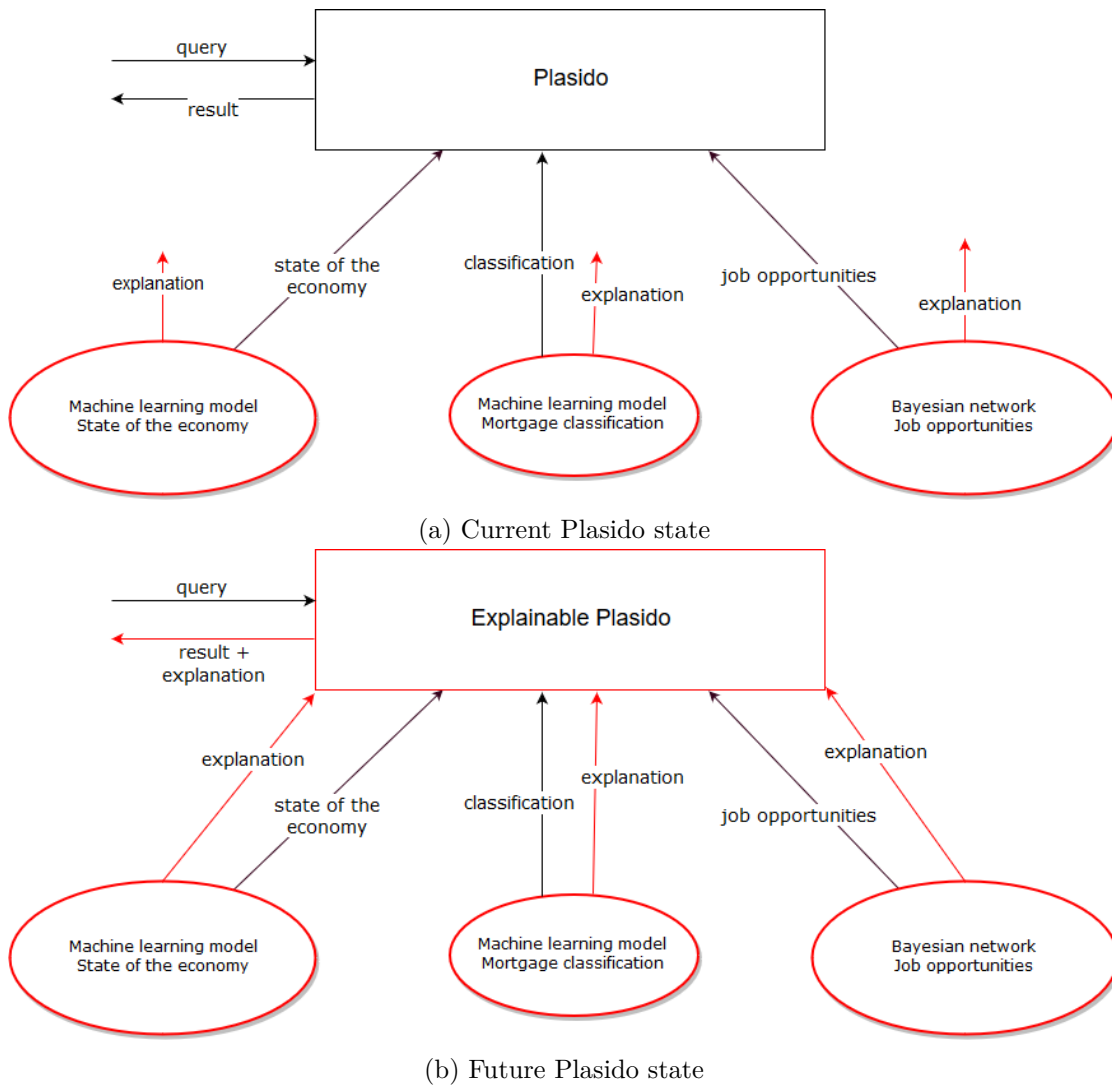 query
Plasido
result
state of the
economy
explanation
classification
explanation
job opportunities
explanation
Machine learning model
State of the economy
Machine learning model
Mortgage classification
Bayesian network
Job opportunities
(a) Current Plasido state
query
Explainable Plasido
result +
explanation
explanation
state of the
economy
classification
explanation
job opportunities
explanation
Machine learning model
State of the economy
Machine learning model
Mortgage classification
Bayesian network
Job opportunities
(b) Future Plasido state